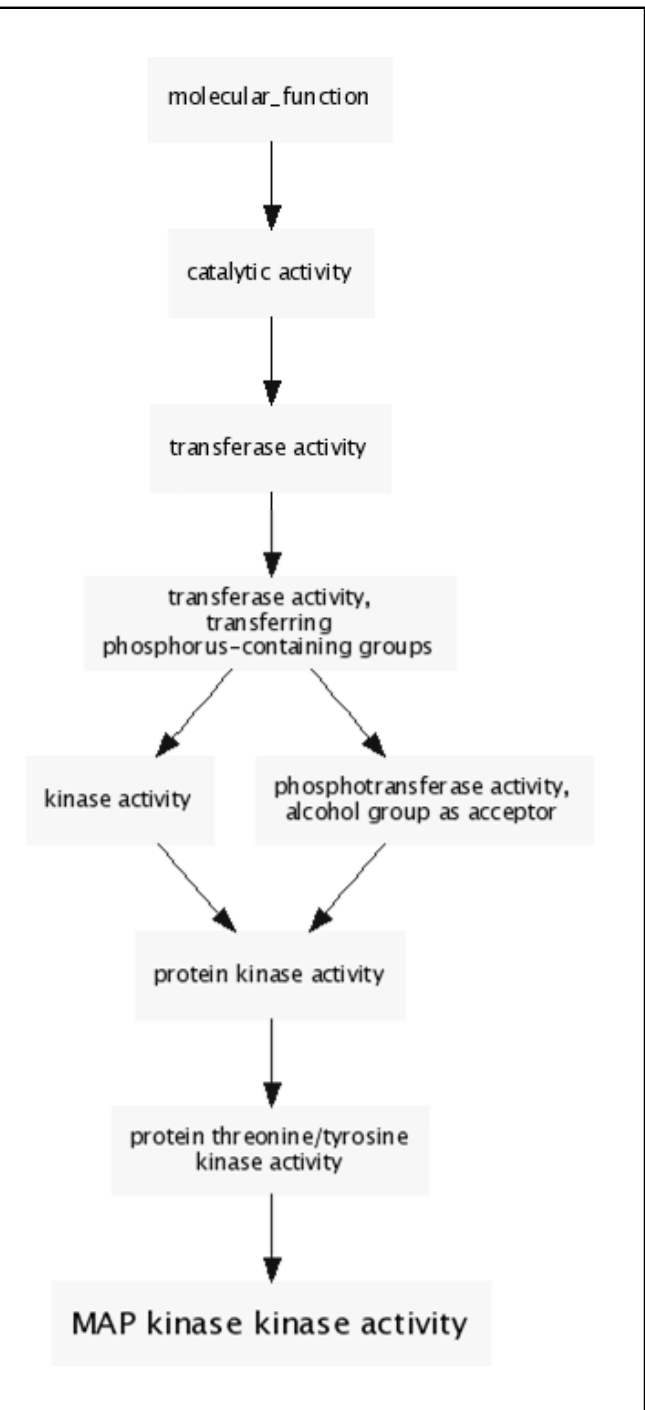 molecular_function
catalytic activity
transferase activity
transferase activity,
transferring
phosphorus-containing groups
kinase activity
phosphotransferase activity,
alcohol group as acceptor
protein kinase activity
protein threonine/tyrosine
kinase activity
MAP kinase kinase activity